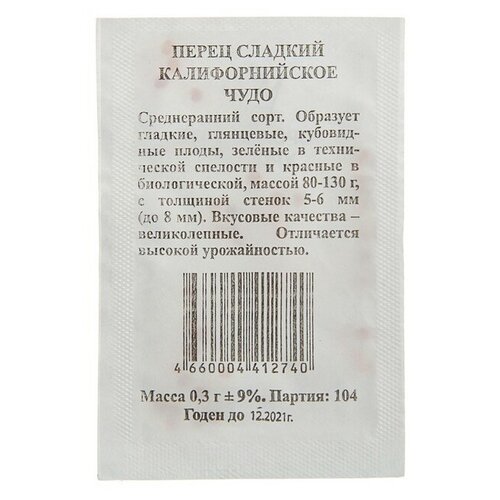 ПЕРЕЦ СЛАДКИЙ
КАЛИФОРНИЙСКОЕ
ЧУДО
Среднеранний сорт. Образует
гладкие, глянцевые, кубовид-
ные плоды, зелёные в техни-
ческой спелости и красные в
биологической, массой 80-130 г,
с толщиной стенок 5-6 мм
(до 8 мм). Вкусовые качества –
великолепные. Отличается
высокой урожайностью.
4 660004 412740
Масса 0,3 г ± 9%. Партия: 104
Годен до 12.2021г.